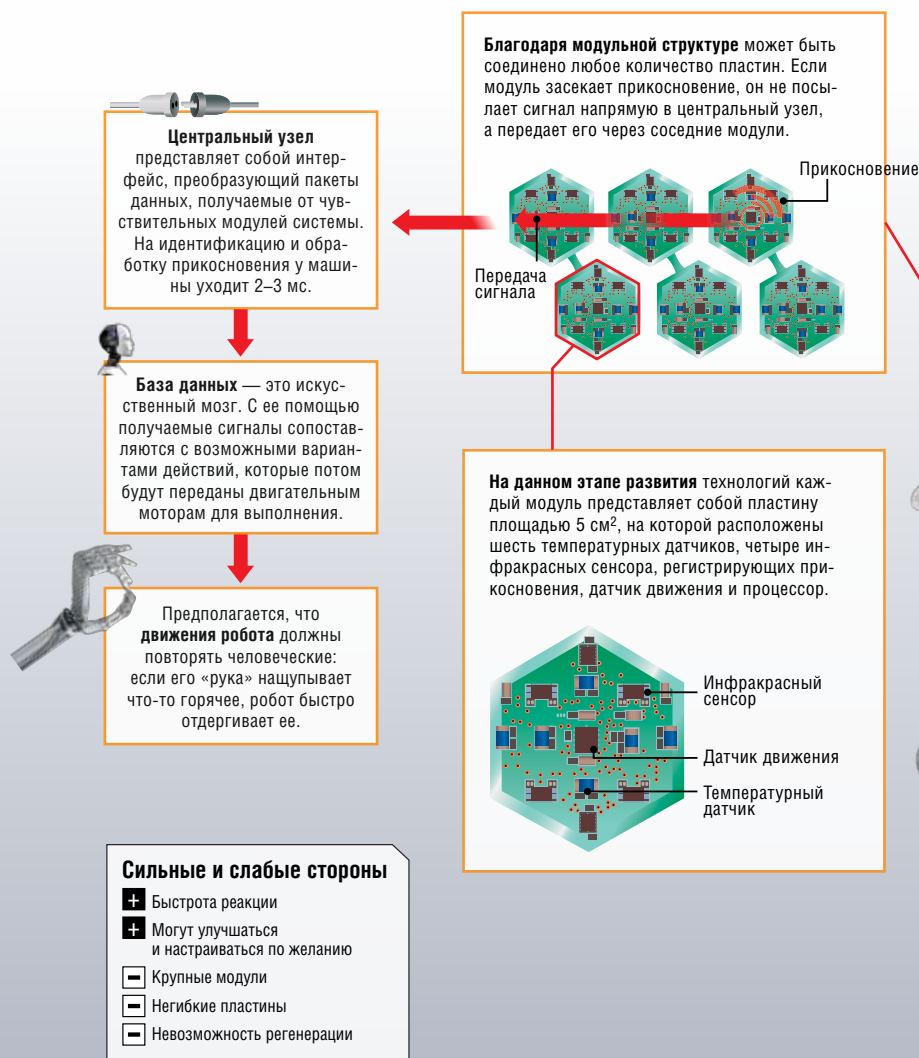 Благодаря модульной структуре может быть
соединено любое количество пластин. Если
модуль засекает прикосновение, он не посы-
лает сигнал напрямую в центральный узел,
а передает его через соседние модули.
Прикосновение
Передача
сигнала
Центральный узел
представляет собой интер-
фейс, преобразующий пакеты
данных, получаемые от чув-
ствительных модулей системы.
На идентификацию и обра-
ботку прикосновения у маши-
ны уходит 2–3 мс.
База данных — это искус-
ственный мозг. С ее помощью
получаемые сигналы сопостав-
ляются с возможными вариан-
тами действий, которые потом
будут переданы двигательным
моторам для выполнения.
Предполагается, что
движения робота должны
повторять человеческие:
если его «рука» нащупывает
что-то горячее, робот быстро
отдергивает ее.
На данном этапе развития технологий каж-
дый модуль представляет собой пластину
площадью 5 см², на которой расположены
шесть температурных датчиков, четыре ин-
фракрасных сенсора, регистрирующих при-
косновения, датчик движения и процессор.
Инфракрасный
сенсор
Датчик движения
Температурный
датчик
Сильные и слабые стороны
+ Быстрота реакции
+ Могут улучшаться
и настраиваться по желанию
− Крупные модули
− Негибкие пластины
− Невозможность регенерации